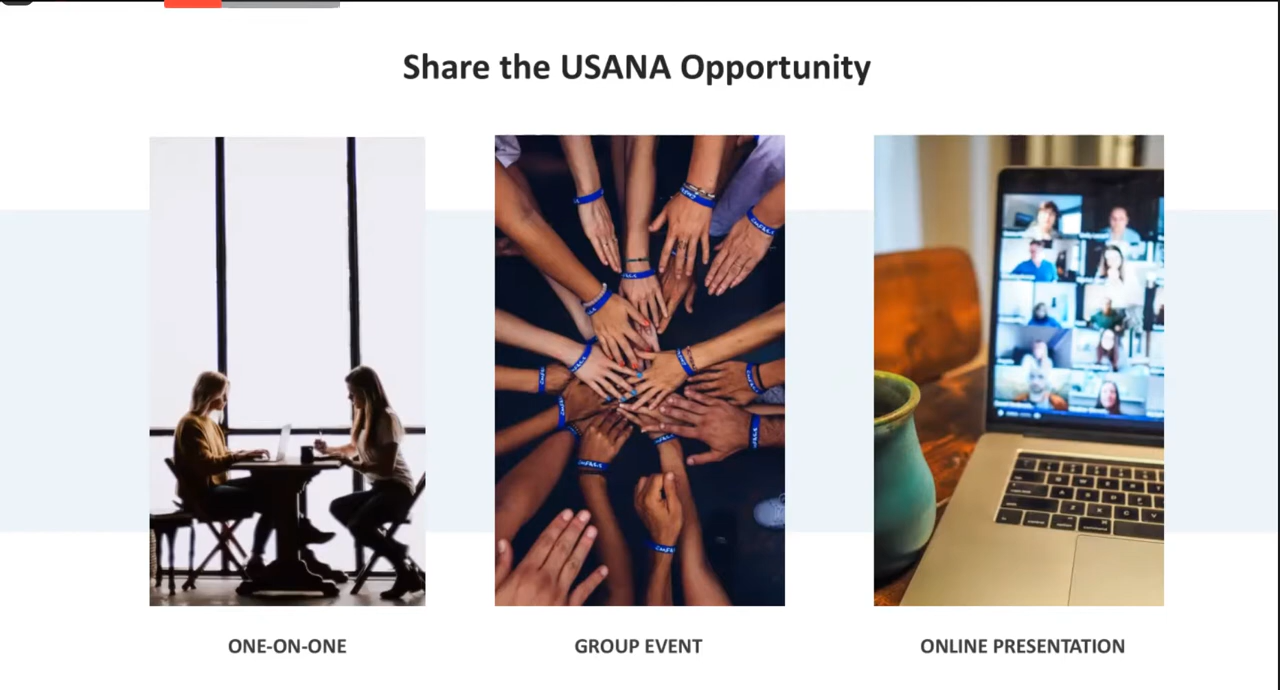 Share the USANA Opportunity
ONE-ON-ONE
GROUP EVENT
ONLINE PRESENTATION